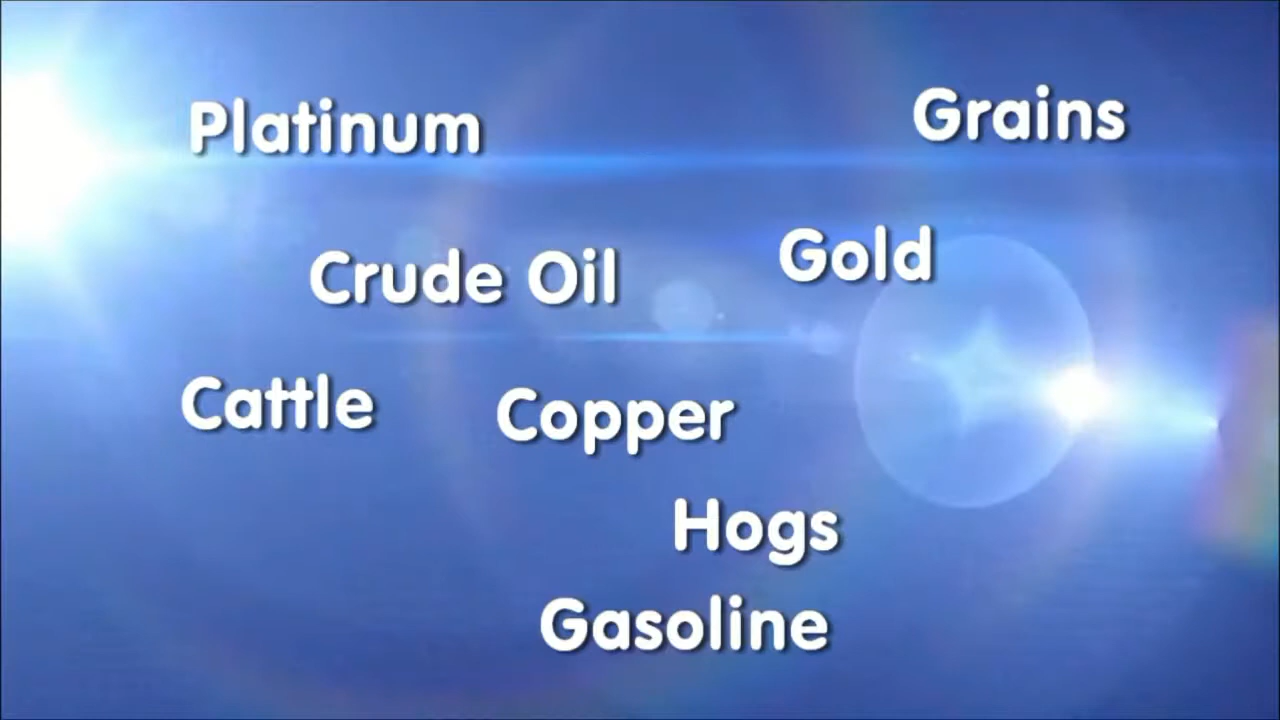 Platinum
Grains
Crude Oil
Gold
Cattle
Copper
Hogs
Gasoline